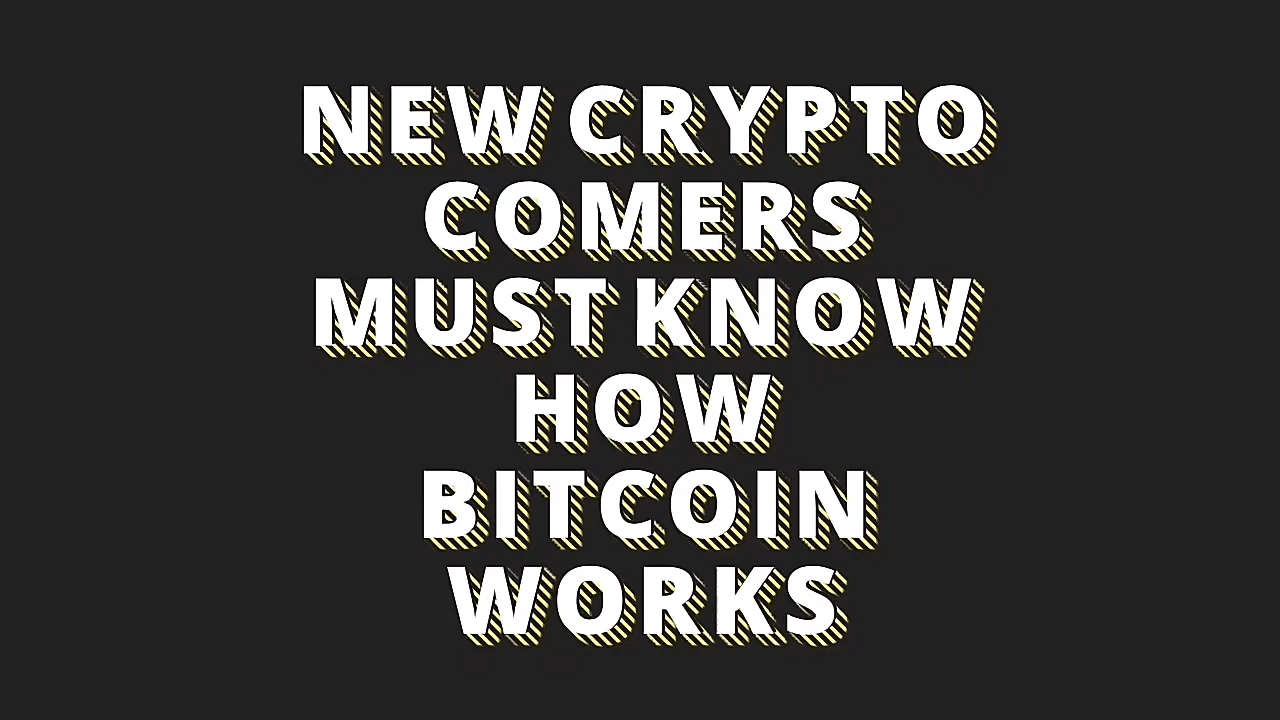 NEW CRYPTO
COMERS
MUST KNOW
HOW
BITCOIN
WORKS